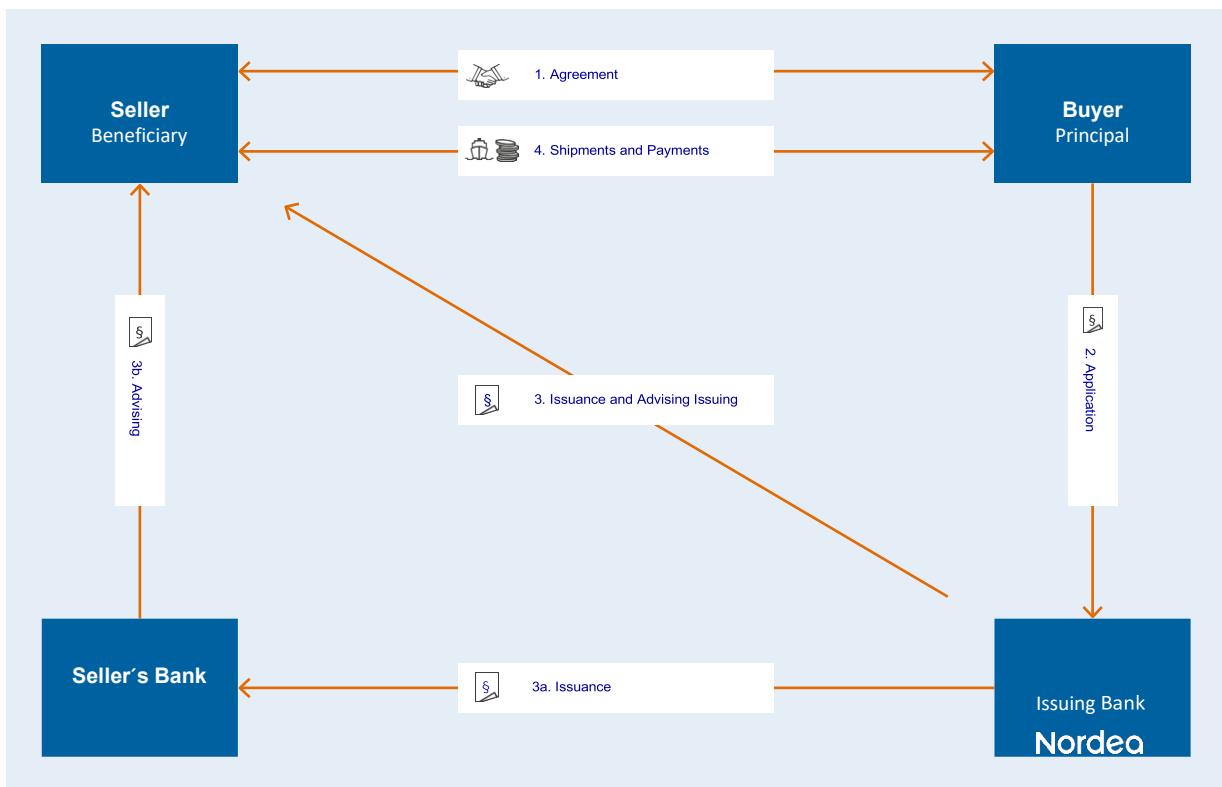 Seller
Beneficiary
1. Agreement
Buyer
Principal
4. Shipments and Payments
§
3b. Advising
§
3. Issuance and Advising Issuing
§
2. Application
Seller´s Bank
§
3a. Issuance
Issuing Bank
Nordea